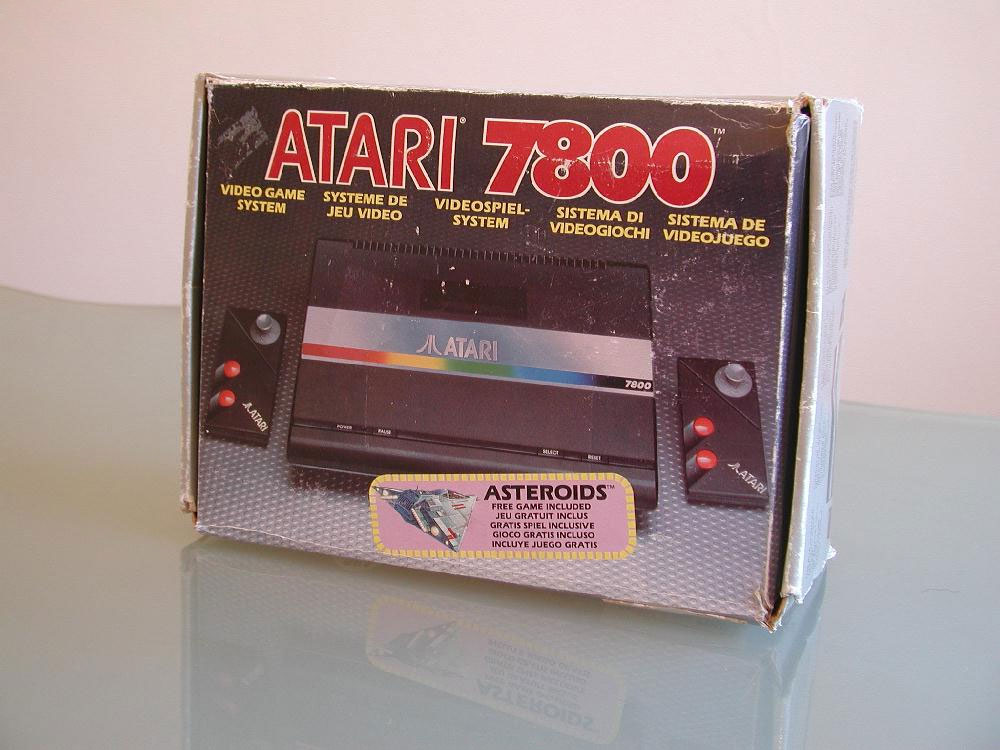 ATARI® 7800™
VIDEO GAME
SYSTEM
SYSTEME DE
JEU VIDEO
VIDEOSPIEL-
SYSTEM
SISTEMA DI
VIDEOGIOCHI
SISTEMA DE
VIDEOJUEGO
ATARI
7800
POWER
PAUSE
SELECT
RESET
ATARI
ATARI
ASTEROIDS™
FREE GAME INCLUDED
JEU GRATUIT INCLUS
GRATIS SPIEL INCLUSIVE
GIOCO GRATIS INCLUSO
INCLUYE JUEGO GRATIS